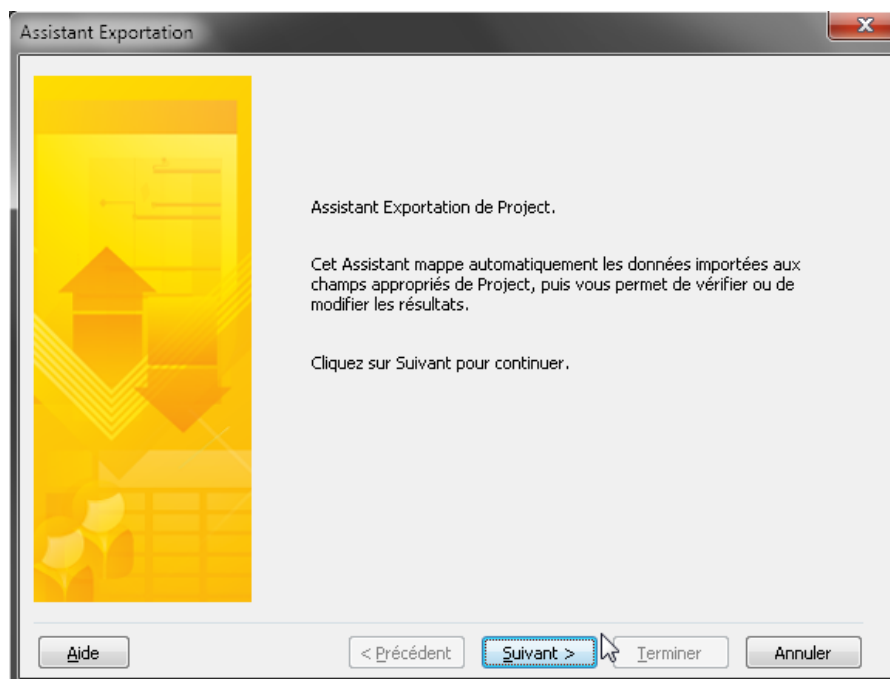 Assistant Exportation
Assistant Exportation de Project.
Cet Assistant mappe automatiquement les données importées aux
champs appropriés de Project, puis vous permet de vérifier ou de
modifier les résultats.
Cliquez sur Suivant pour continuer.
Aide
< Précédent
Suivant >
Terminer
Annuler